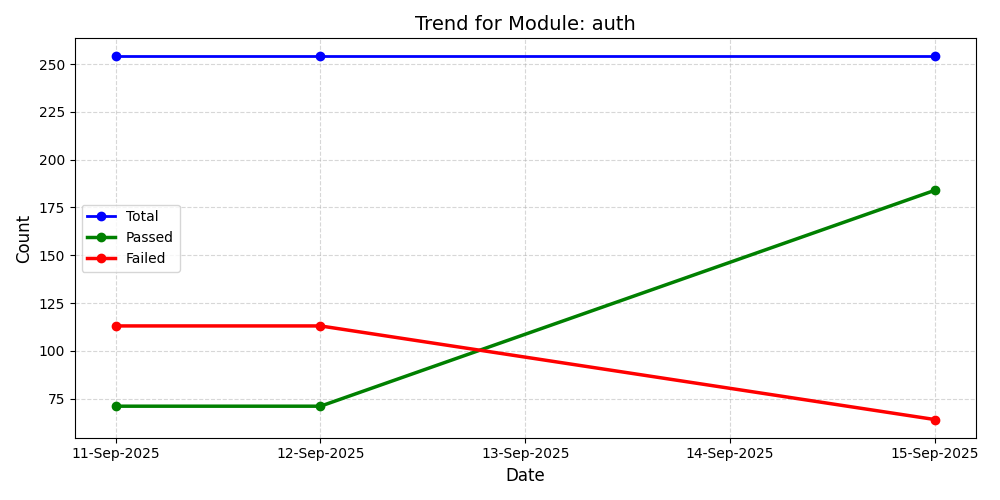 Trend for Module: auth
250
225
200
175
150
125
100
75
Count
Total
Passed
Failed
11-Sep-2025
12-Sep-2025
13-Sep-2025
14-Sep-2025
15-Sep-2025
Date